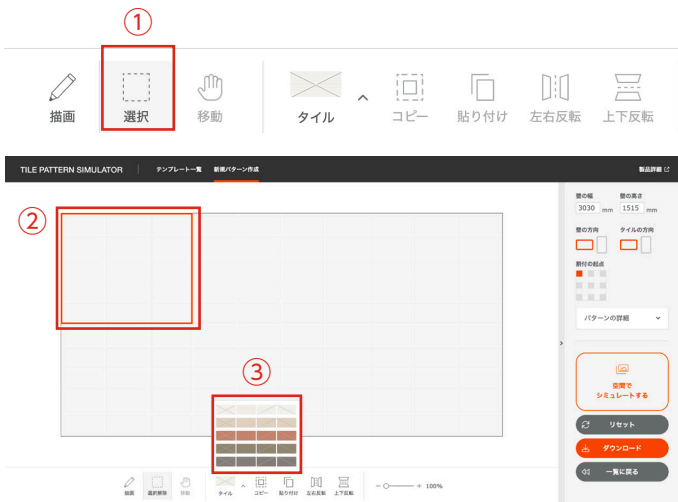 ①
描画
選択
移動
タイル
コピー
貼り付け
左右反転
上下反転
TILE PATTERN SIMULATOR
テンプレート一覧
新規パターン作成
製品詳細
②
壁の幅
壁の高さ
3030 mm
1515 mm
壁の方向
タイルの方向
割付の起点
パターンの詳細
③
空間で
シミュレートする
リセット
ダウンロード
一覧に戻る
描画
選択解除
移動
タイル
コピー
貼り付け
左右反転
上下反転
− + 100%